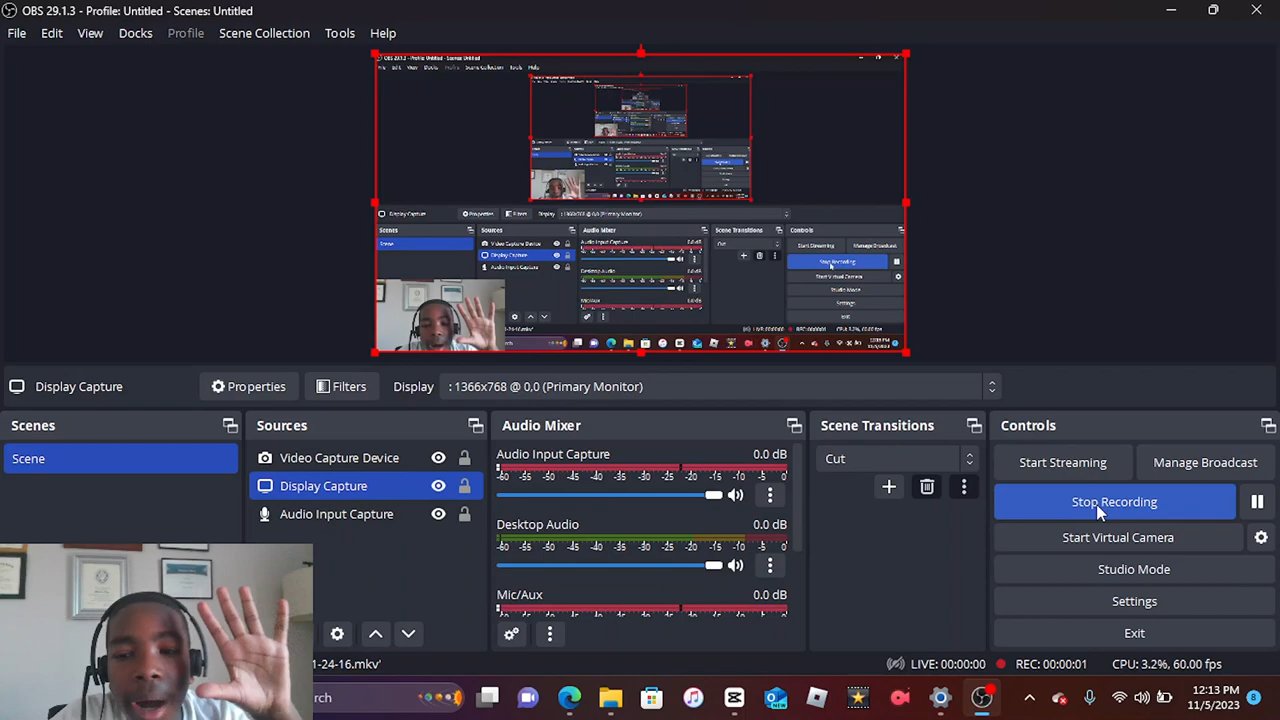 OBS 29.1.3 - Profile: Untitled - Scenes: Untitled
File Edit View Docks Profile Scene Collection Tools Help
Display Capture Properties Filters Display : 1366x768 @ 0,0 (Primary Monitor)
Scenes
Scene
Sources
Video Capture Device
Display Capture
Audio Input Capture
Audio Mixer
Audio Input Capture 0.0 dB
-60 -55 -50 -45 -40 -35 -30 -25 -20 -15 -10 -5 0
Desktop Audio 0.0 dB
-60 -55 -50 -45 -40 -35 -30 -25 -20 -15 -10 -5 0
Mic/Aux 0.0 dB
Scene Transitions
Cut
Controls
Start Streaming Manage Broadcast
Stop Recording
Start Virtual Camera
Studio Mode
Settings
Exit
1-24-16.mkv'
LIVE: 00:00:00 REC: 00:00:01 CPU: 3.2%, 60.00 fps
rch
NEW
12:13 PM
11/5/2023
8